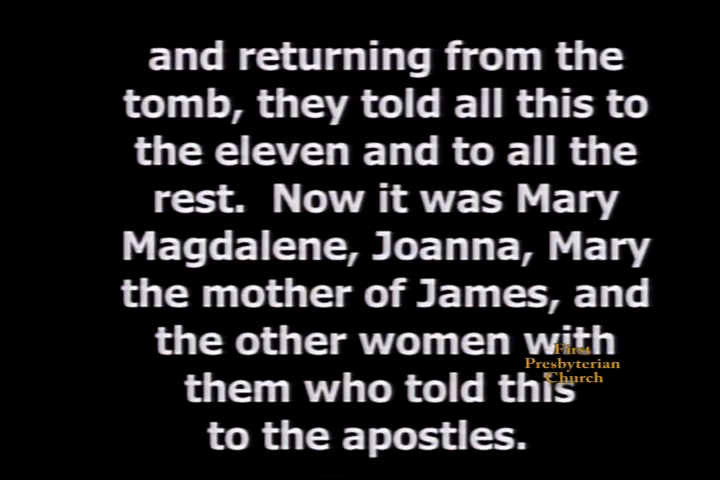 and returning from the
tomb, they told all this to
the eleven and to all the
rest.  Now it was Mary
Magdalene, Joanna, Mary
the mother of James, and
the other women with
them who told this
to the apostles.
First
Presbyterian
Church